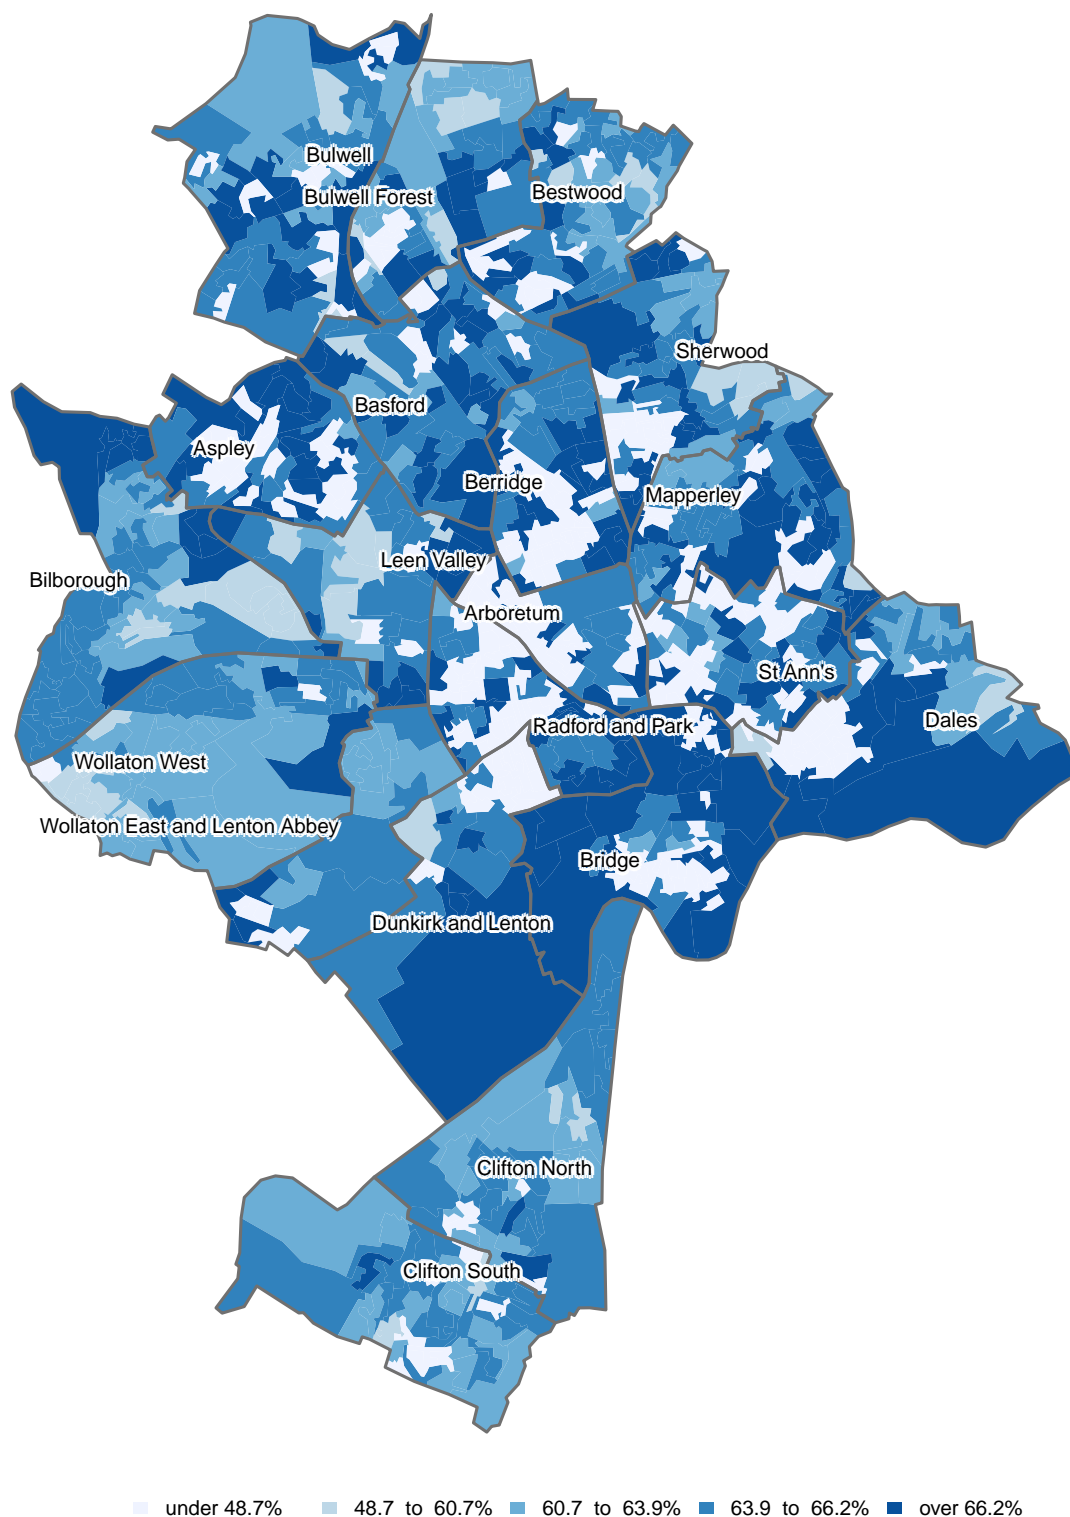 Bulwell
Bestwood
Bulwell Forest
Sherwood
Basford
Aspley
Berridge
Mapperley
Leen Valley
Bilborough
Arboretum
St Ann's
Dales
Radford and Park
Wollaton West
Wollaton East and Lenton Abbey
Bridge
Dunkirk and Lenton
Clifton North
Clifton South
under 48.7% 48.7 to 60.7% 60.7 to 63.9% 63.9 to 66.2% over 66.2%